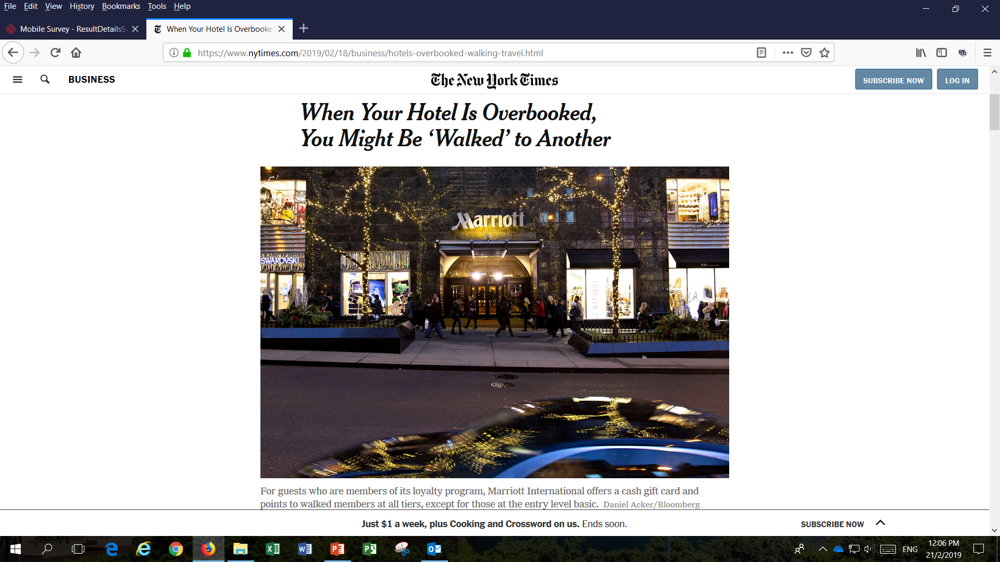 File Edit View History Bookmarks Tools Help
Mobile Survey - ResultDetailsS
When Your Hotel Is Overbooked
https://www.nytimes.com/2019/02/18/business/hotels-overbooked-walking-travel.html
BUSINESS
The New York Times
SUBSCRIBE NOW
LOG IN
When Your Hotel Is Overbooked,
You Might Be ‘Walked’ to Another
Marriott
SWAROVSKI
XXI
FOREVER 21
For guests who are members of its loyalty program, Marriott International offers a cash gift card and
points to walked members at all tiers, except for those at the entry level basic. Daniel Acker/Bloomberg
Just $1 a week, plus Cooking and Crossword on us. Ends soon.
SUBSCRIBE NOW
ENG
12:06 PM
21/2/2019